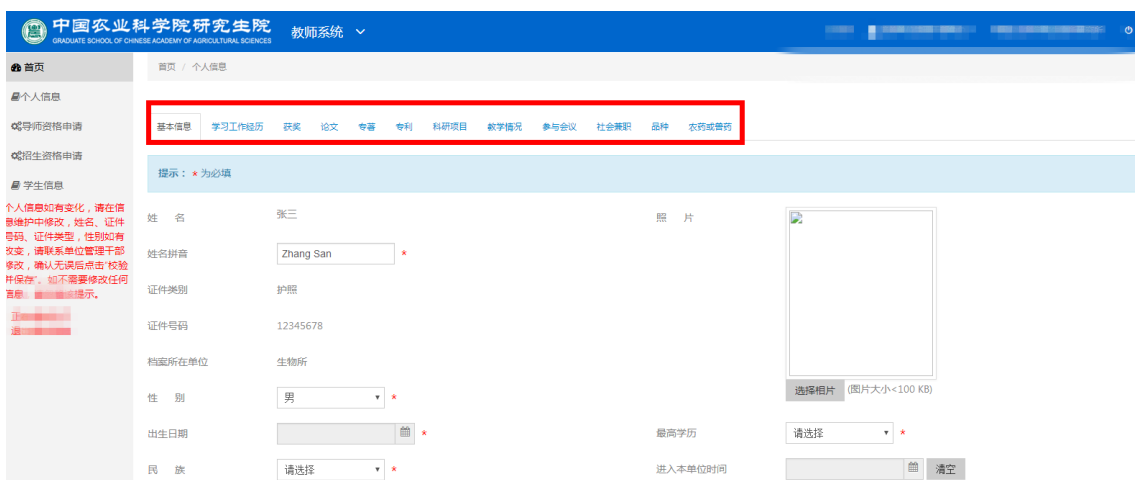 中国农业科学院研究生院
GRADUATE SCHOOL OF CHINESE ACADEMY OF AGRICULTURAL SCIENCES
教师系统
首页
首页 / 个人信息
个人信息
导师资格申请
招生资格申请
学生信息
个人信息如有变化，请在信
息维护中修改，姓名、证件
号码、证件类型，性别如有
改变，请联系单位管理干部
修改，确认无误后点击“校验
并保存”。如不需要修改任何
信息，
提示。
基本信息 学习工作经历 获奖 论文 专著 专利 科研项目 教学情况 参与会议 社会兼职 品种 农药或兽药
提示：* 为必填
姓 名 张三
照 片
姓名拼音 Zhang San *
证件类别 护照
证件号码 12345678
档案所在单位 生物所
选择相片 (图片大小<100 KB)
性 别 男 *
出生日期 *
最高学历 请选择 *
民 族 请选择 *
进入本单位时间 清空